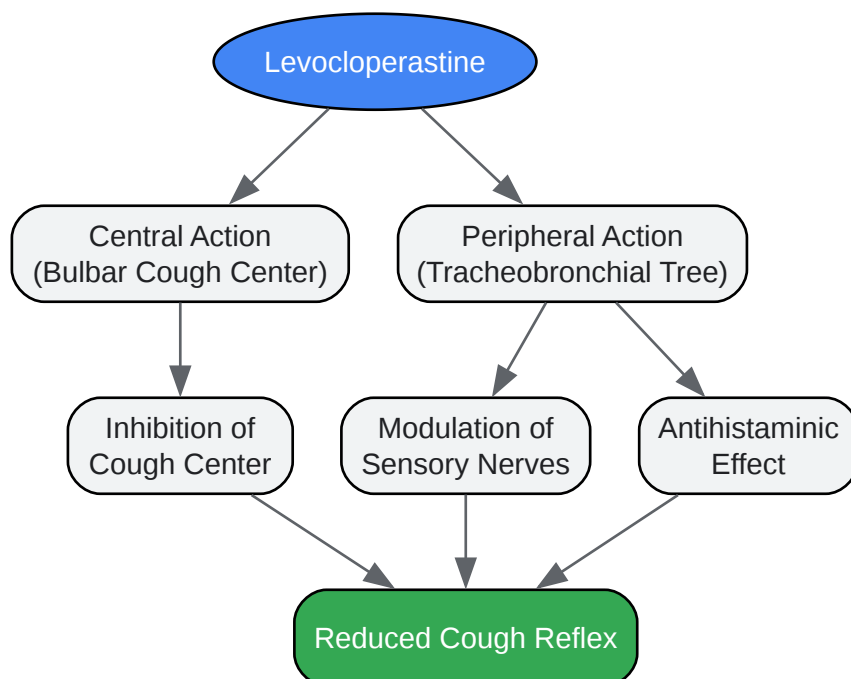 Levocloperastine
Central Action
(Bulbar Cough Center)
Peripheral Action
(Tracheobronchial Tree)
Inhibition of
Cough Center
Modulation of
Sensory Nerves
Antihistaminic
Effect
Reduced Cough Reflex